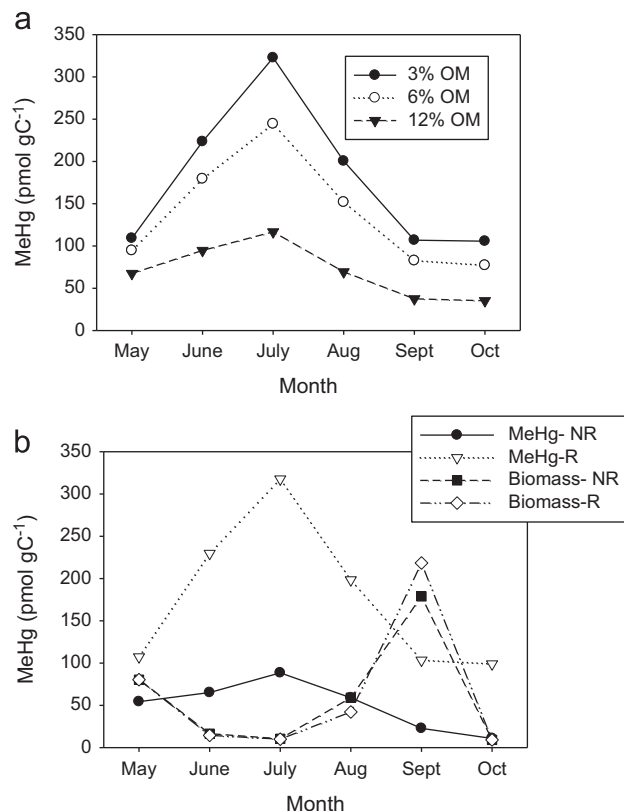 a
350
300
250
200
150
100
50
0
MeHg (pmol gC⁻¹)
3% OM
6% OM
12% OM
May June July Aug Sept Oct
Month
b
MeHg- NR
MeHg-R
Biomass- NR
Biomass-R
350
300
250
200
150
100
50
0
MeHg (pmol gC⁻¹)
May June July Aug Sept Oct
Month